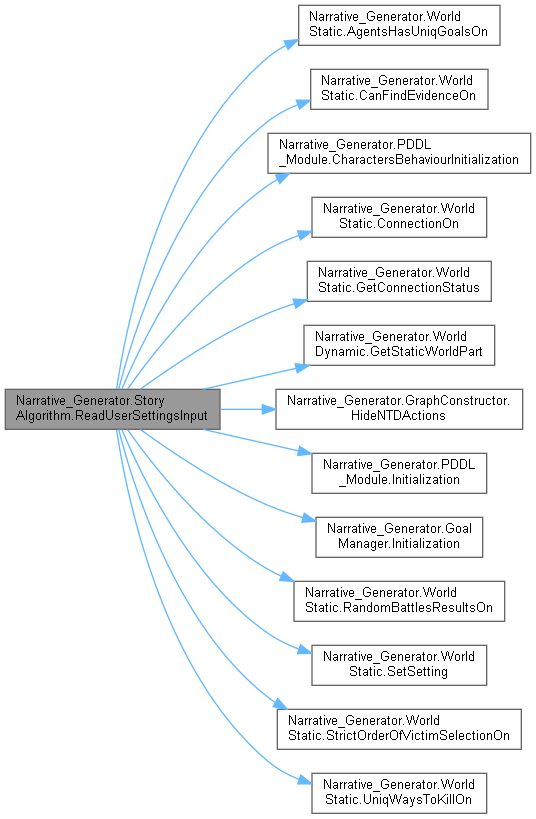 Narrative_Generator.World
Static.AgentsHasUniqGoalsOn
Narrative_Generator.World
Static.CanFindEvidenceOn
Narrative_Generator.PDDL
_Module.CharactersBehaviourInitialization
Narrative_Generator.World
Static.ConnectionOn
Narrative_Generator.World
Static.GetConnectionStatus
Narrative_Generator.World
Dynamic.GetStaticWorldPart
Narrative_Generator.Story
Algorithm.ReadUserSettingsInput
Narrative_Generator.GraphConstructor.
HideNTDActions
Narrative_Generator.PDDL
_Module.Initialization
Narrative_Generator.Goal
Manager.Initialization
Narrative_Generator.World
Static.RandomBattlesResultsOn
Narrative_Generator.World
Static.SetSetting
Narrative_Generator.World
Static.StrictOrderOfVictimSelectionOn
Narrative_Generator.World
Static.UniqWaysToKillOn